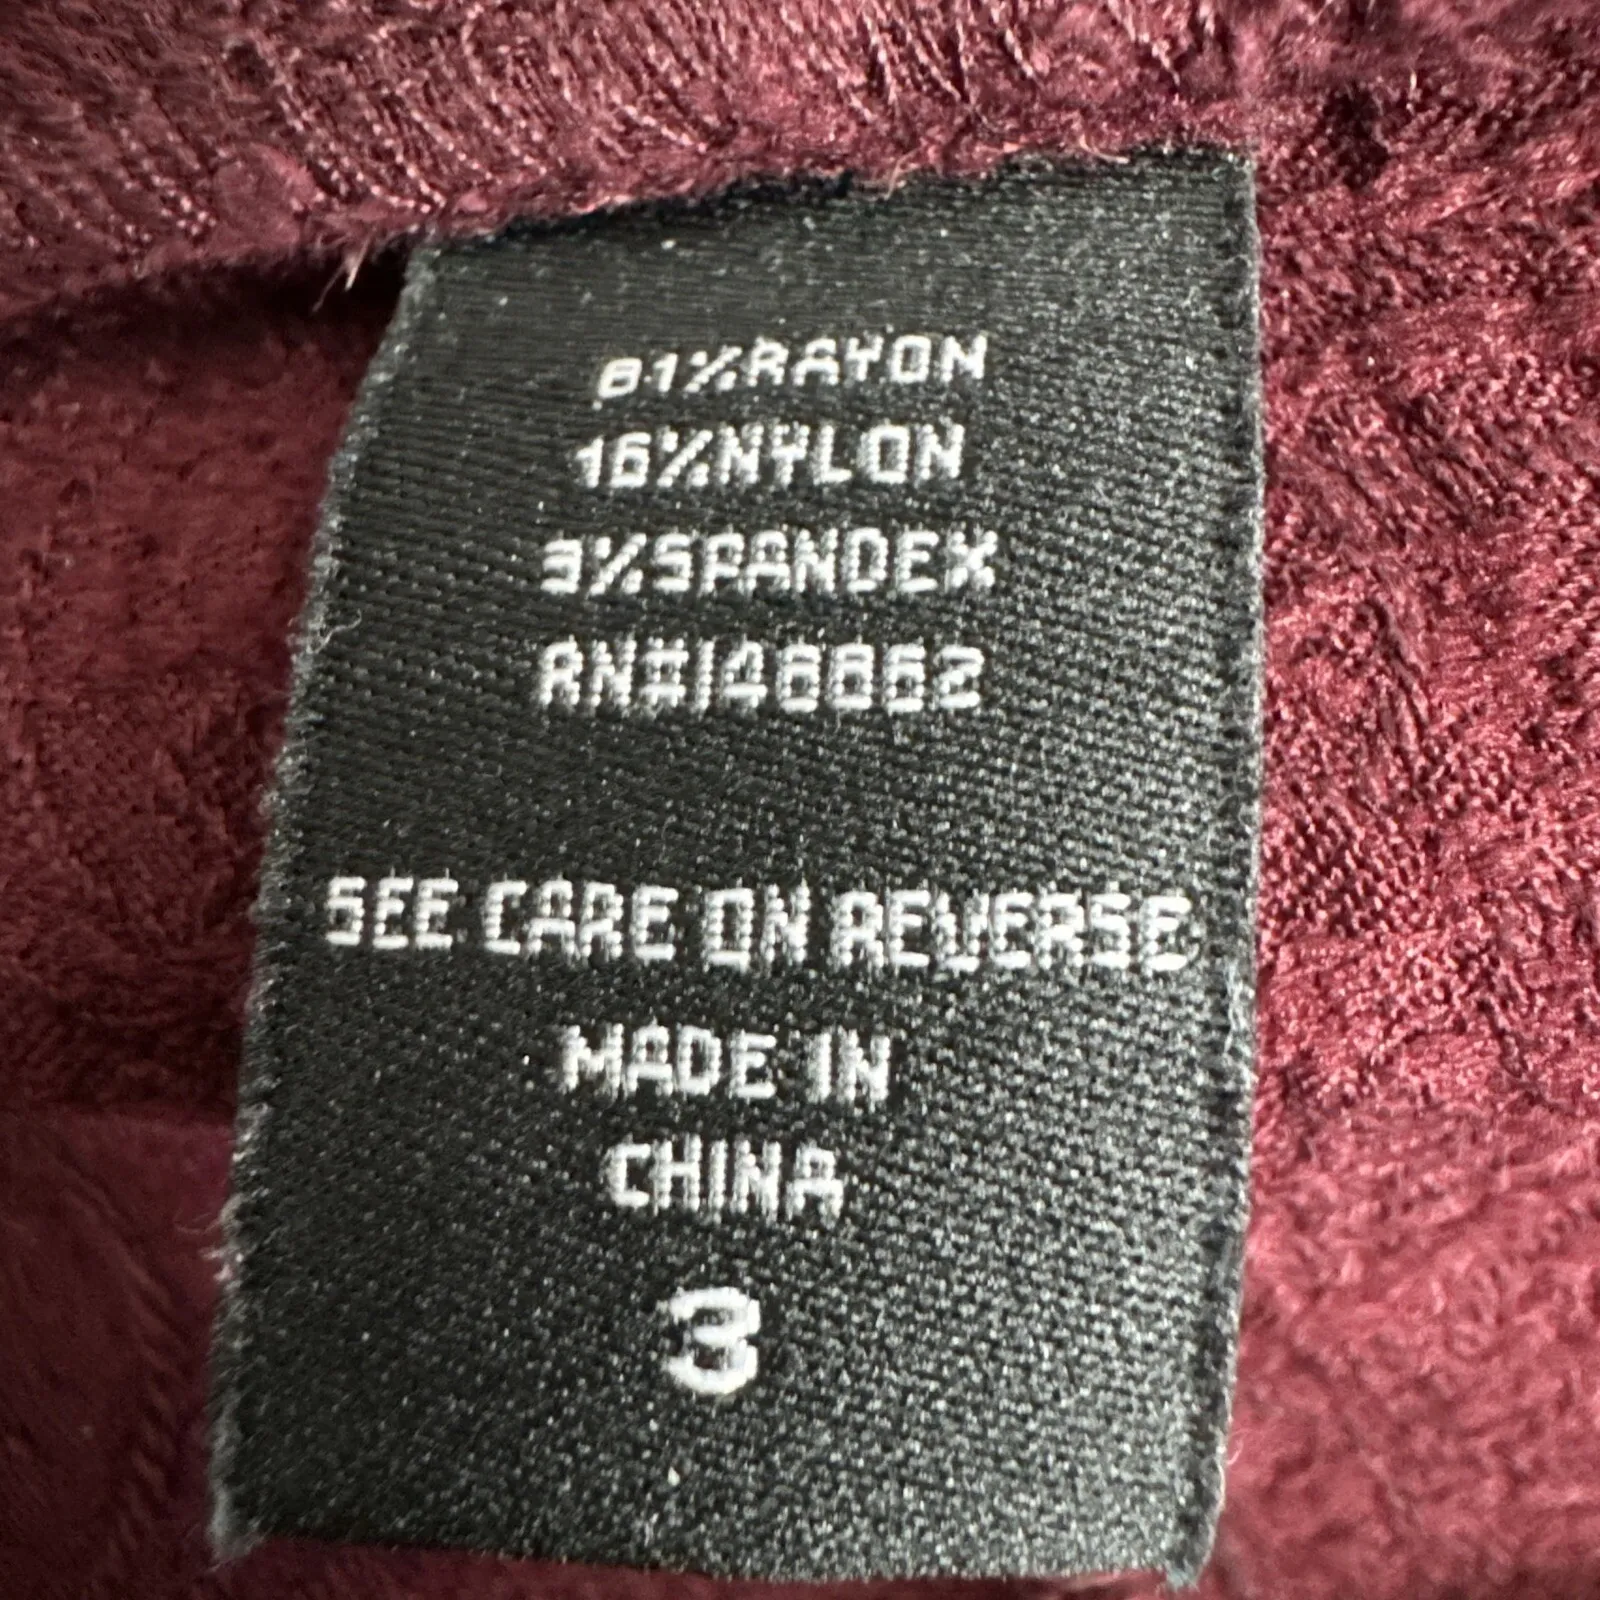 81%RAYON
16%NYLON
3%SPANDEX
RN#146862
SEE CARE ON REVERSE
MADE IN
CHINA
3